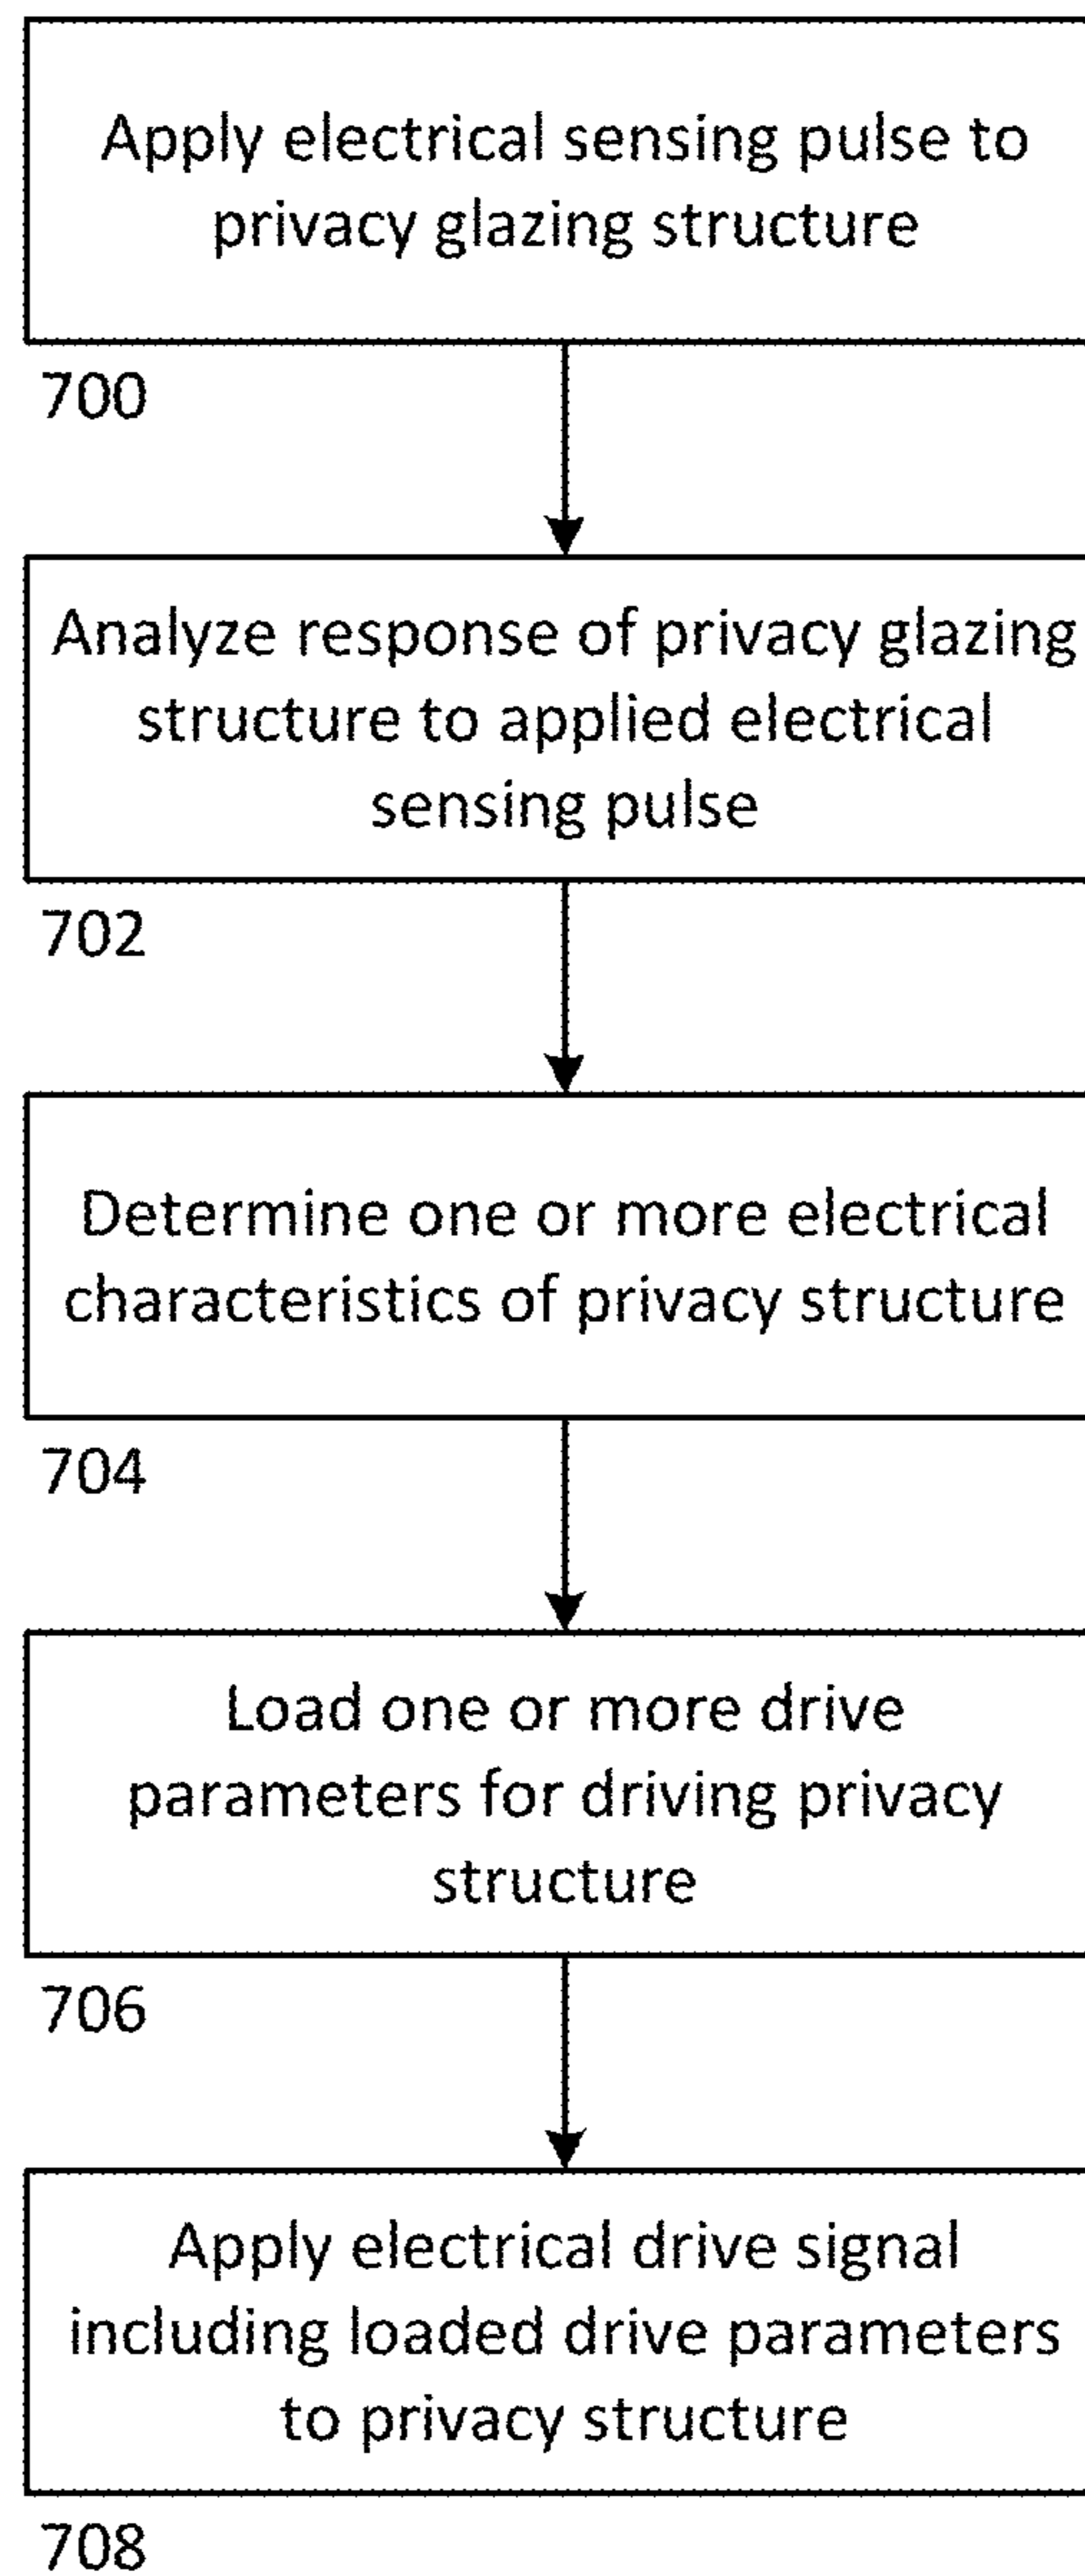 Apply electrical sensing pulse to
privacy glazing structure
700
Analyze response of privacy glazing
structure to applied electrical
sensing pulse
702
Determine one or more electrical
characteristics of privacy structure
704
Load one or more drive
parameters for driving privacy
structure
706
Apply electrical drive signal
including loaded drive parameters
to privacy structure
708